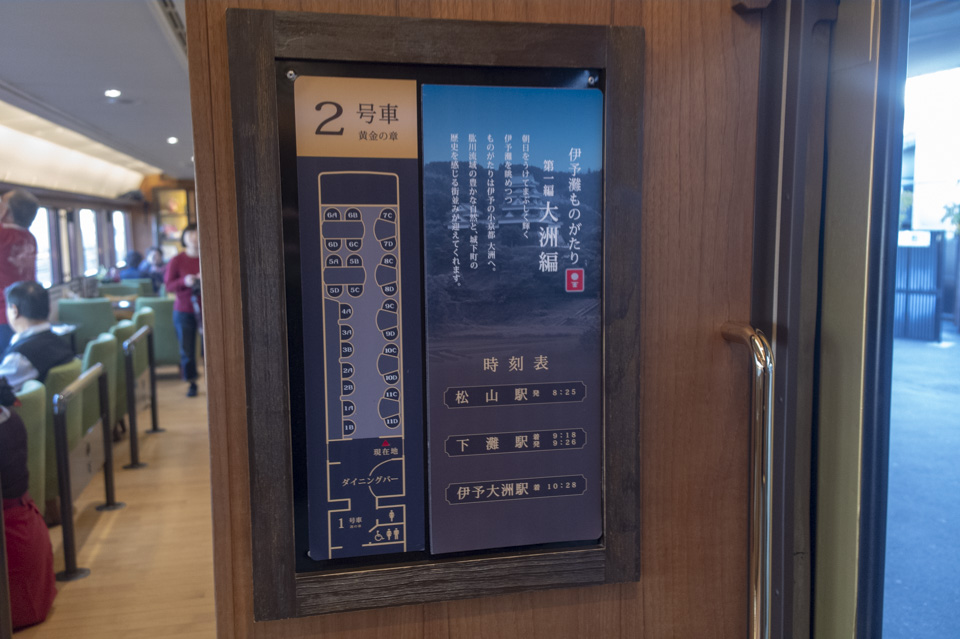 2 号車
黄金の章
6A 6B 7C
6D 6C 7D
5A 5B 8C
5D 5C 8D
4A 9C
3A 9D
3B 10C
2A 10D
2B 11C
1A 11D
1B
現在地
ダイニングバー
1 号車
伊予灘ものがたり
第一編 大洲編
朝日をうけてまぶしく輝く
伊予灘を眺めつつ
ものがたりは伊予の小京都 大洲へ。
肱川流域の豊かな自然と、城下町の
歴史を感じる街並みが迎えてくれます。
時刻表
松山駅 発 8:25
下灘駅 着 9:18
発 9:26
伊予大洲駅 着 10:28